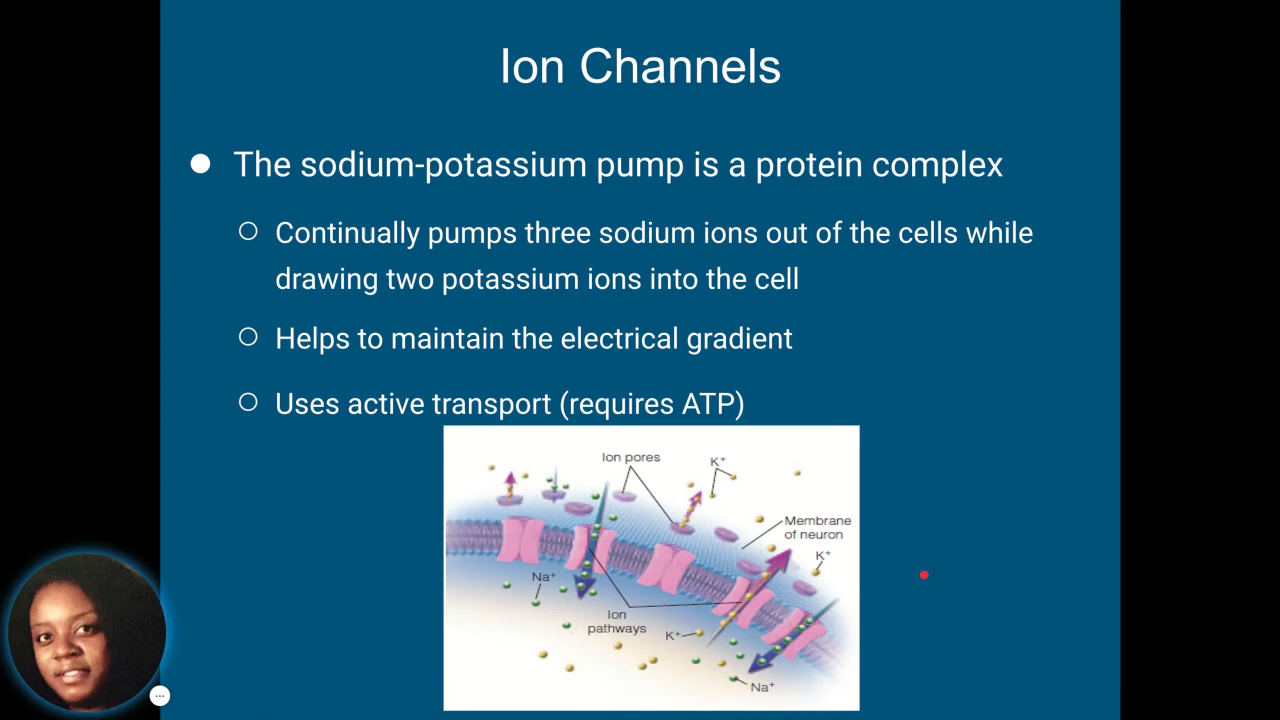 Ion Channels
The sodium-potassium pump is a protein complex
Continually pumps three sodium ions out of the cells while
drawing two potassium ions into the cell
Helps to maintain the electrical gradient
Uses active transport (requires ATP)
Ion pores
K⁺
Membrane
of neuron
K⁺
Na⁺
Ion
pathways
K⁺
Na⁺